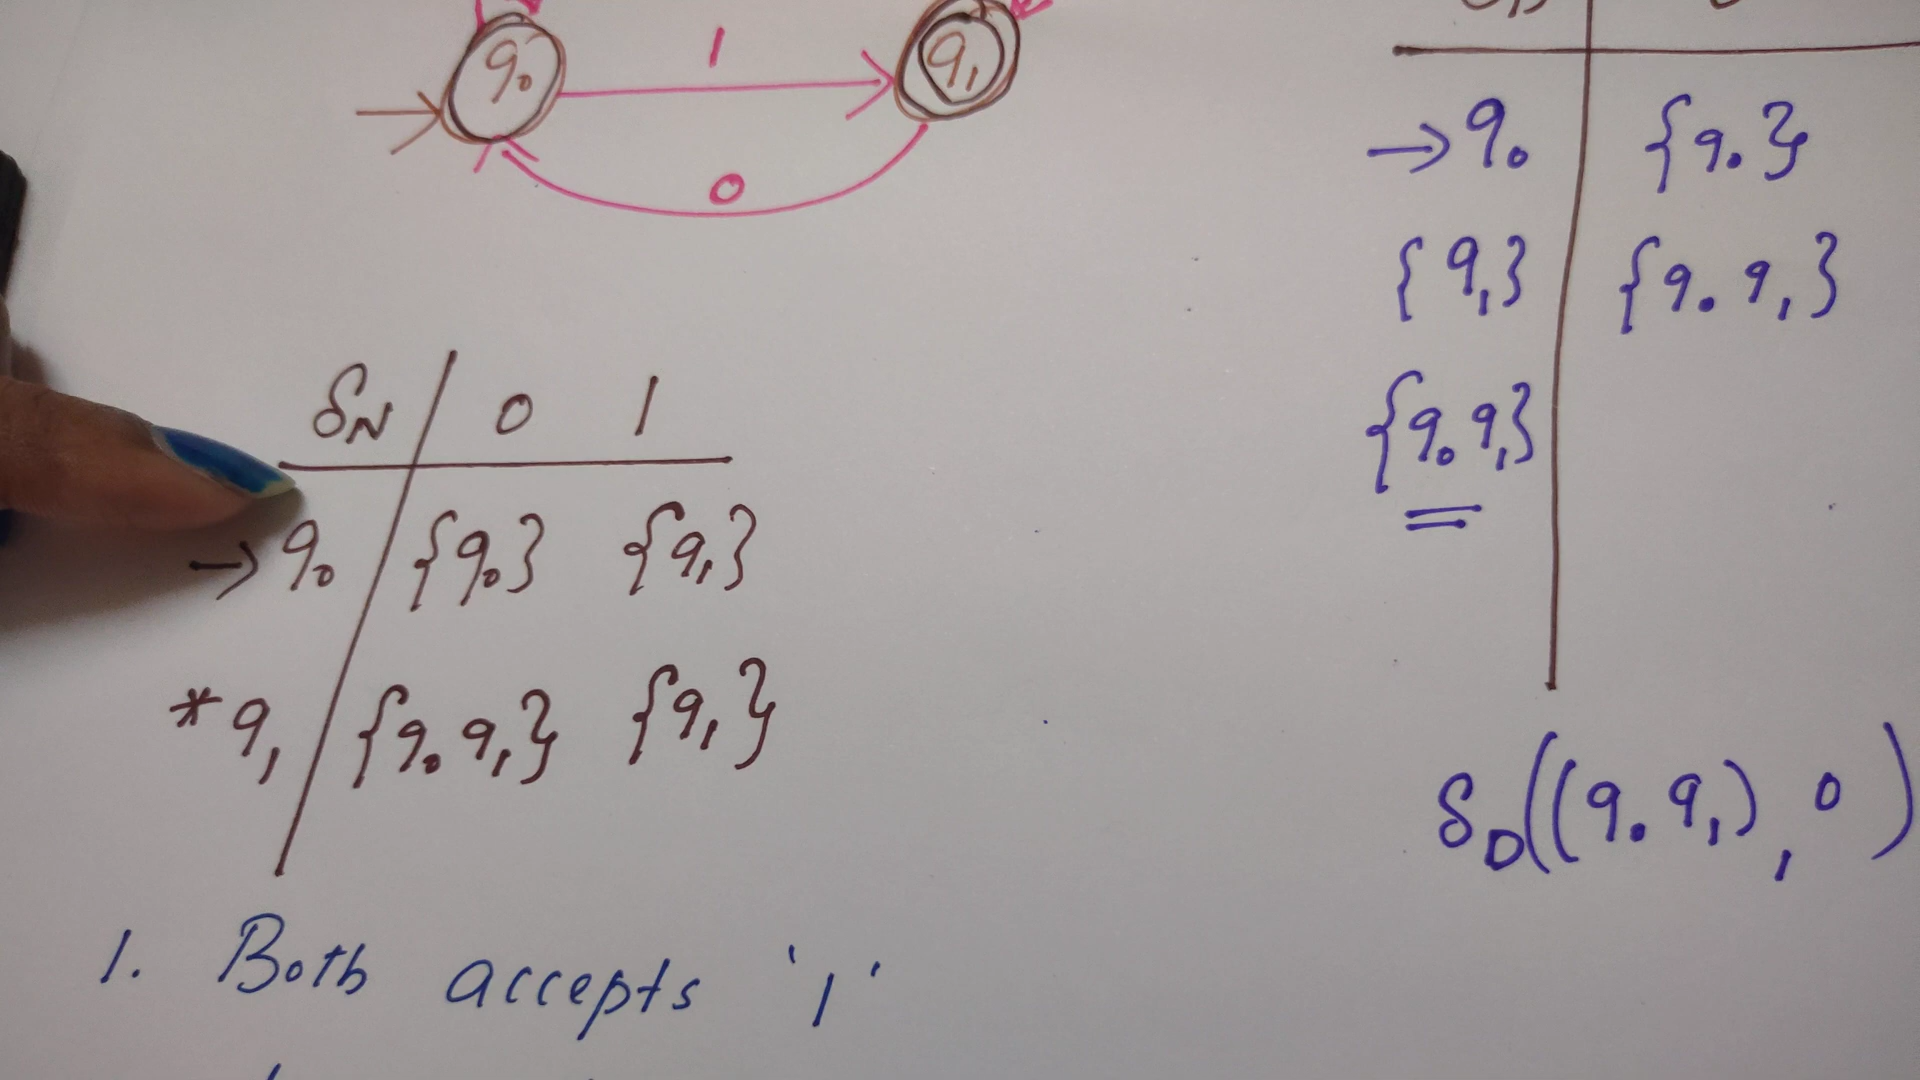 q₀ 1 q₁
0
δN 0 1
→ q₀ {q₀} {q₁}
* q₁ {q₀ q₁} {q₁}
1. Both accepts '1'
→ q₀ {q₀}
{q₁} {q₀ q₁}
{q₀ q₁}
δD((q₀ q₁), 0)